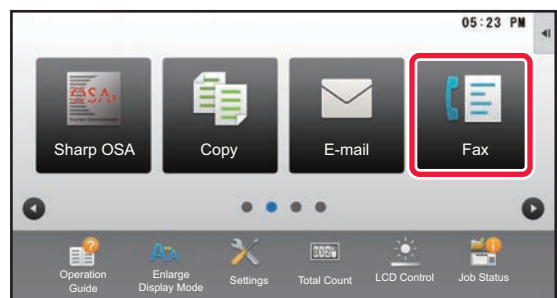 05:23 PM
OSA
Sharp OSA
Copy
E-mail
Fax
Operation
Guide
Enlarge
Display Mode
Settings
Total Count
LCD Control
Job Status